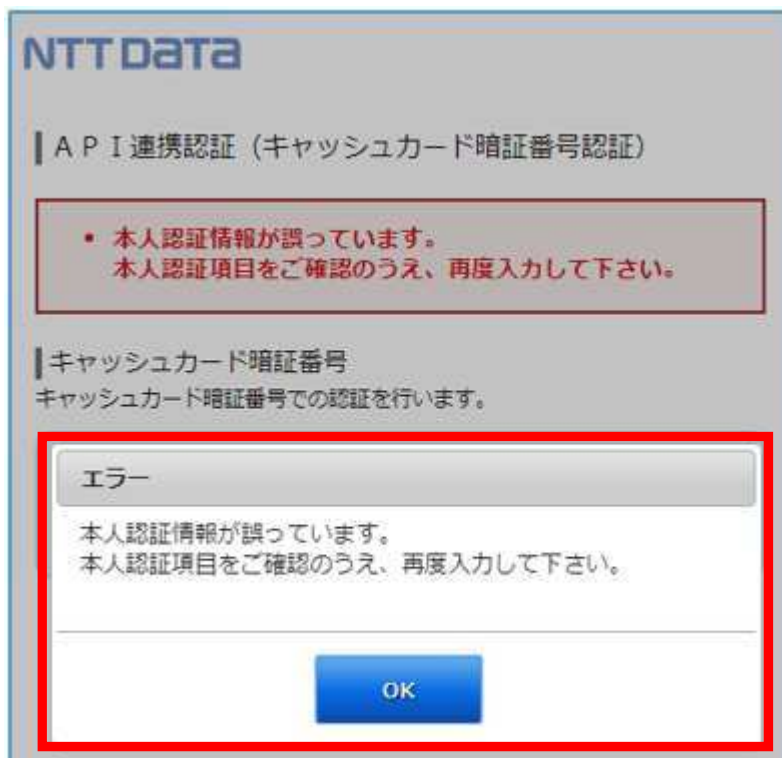 NTT DATA
API連携認証（キャッシュカード暗証番号認証）
• 本人認証情報が誤っています。
本人認証項目をご確認のうえ、再度入力して下さい。
キャッシュカード暗証番号
キャッシュカード暗証番号での認証を行います。
エラー
本人認証情報が誤っています。
本人認証項目をご確認のうえ、再度入力して下さい。
OK